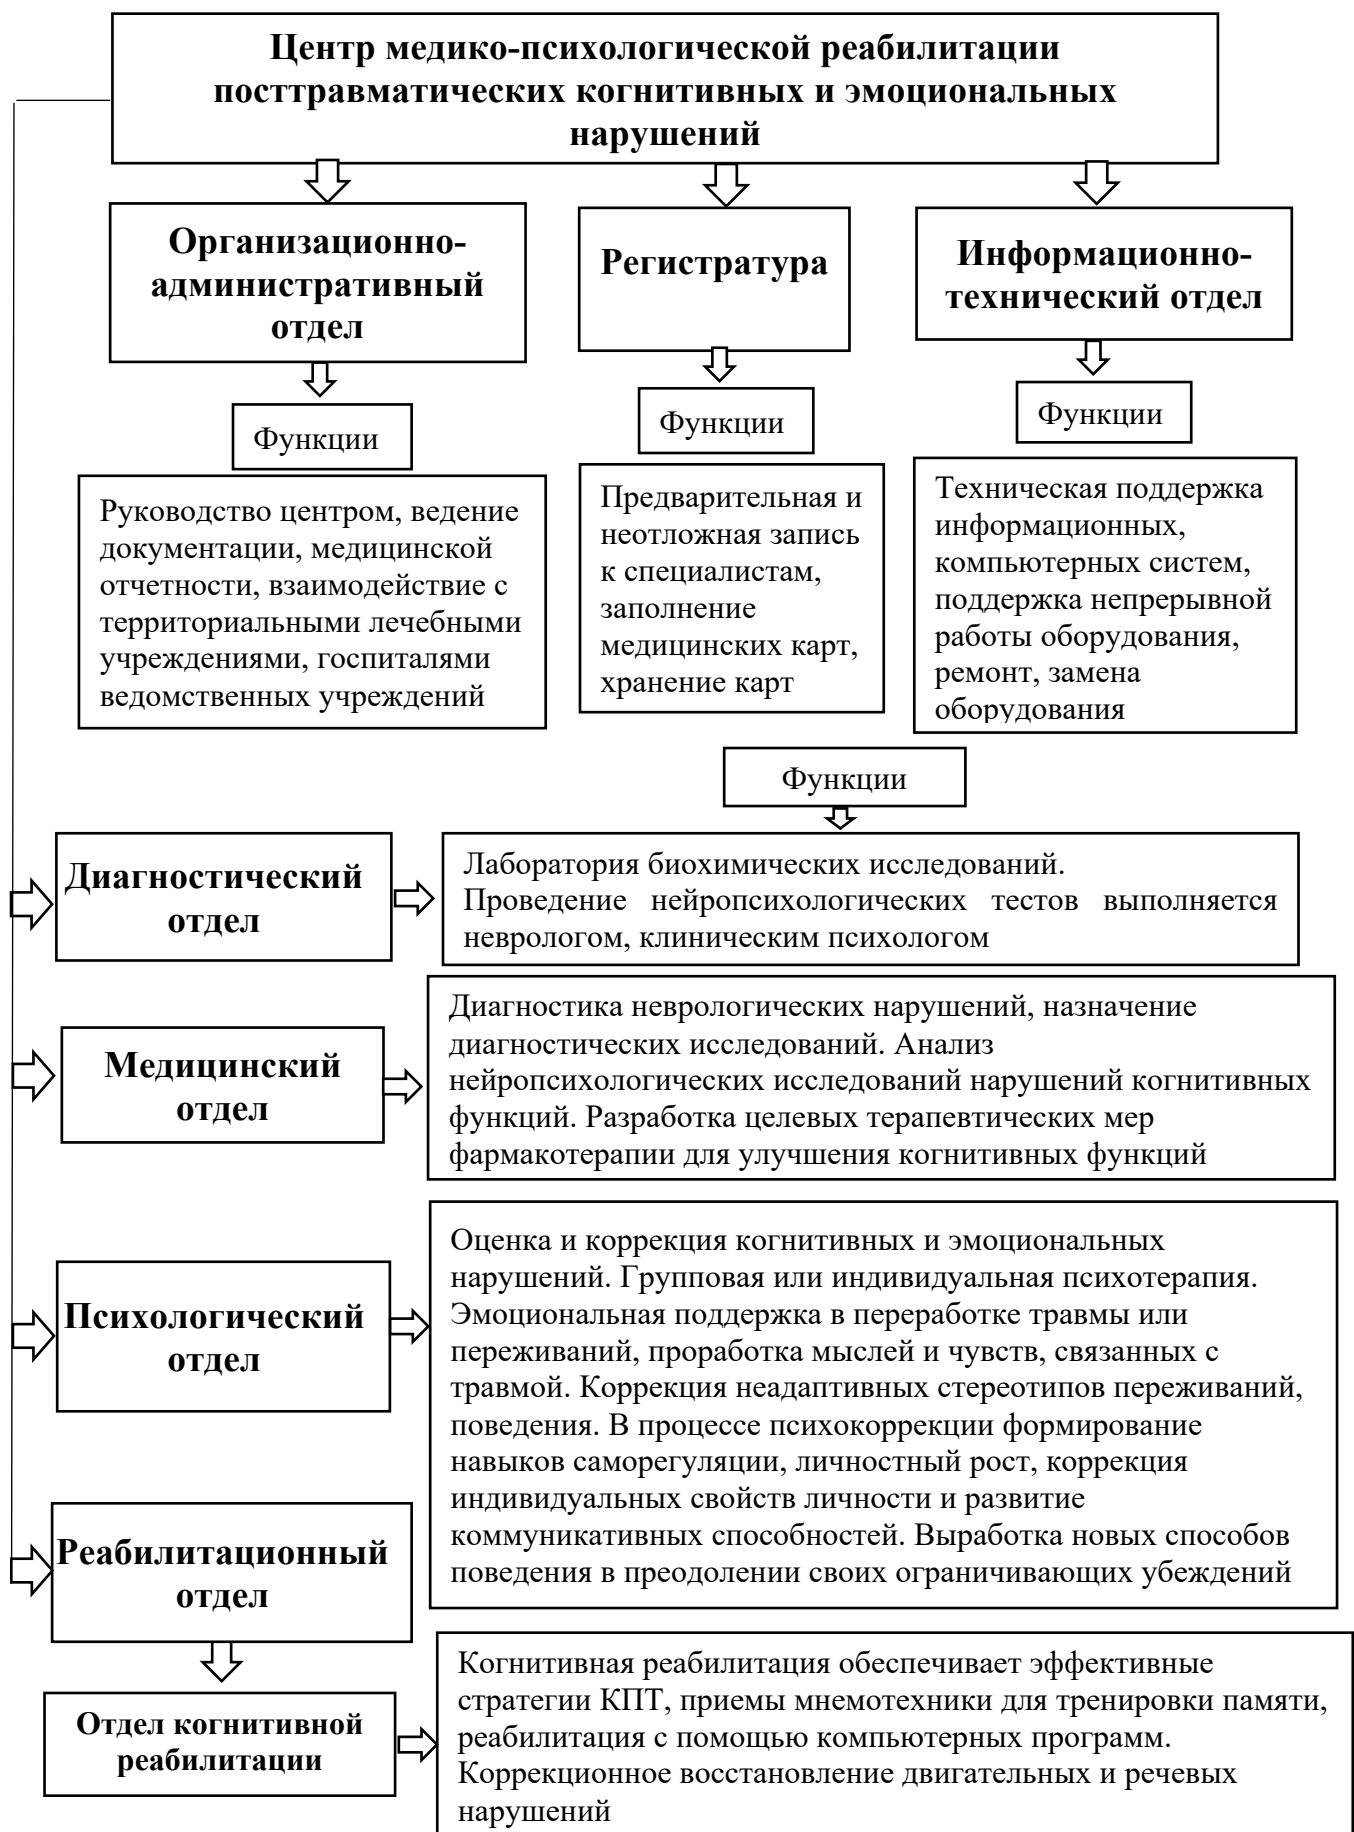 Центр медико-психологической реабилитации
посттравматических когнитивных и эмоциональных
нарушений
Организационно-
административный
отдел
Регистратура
Информационно-
технический отдел
Функции
Функции
Функции
Руководство центром, ведение
документации, медицинской
отчетности, взаимодействие с
территориальными лечебными
учреждениями, госпиталями
ведомственных учреждений
Предварительная и
неотложная запись
к специалистам,
заполнение
медицинских карт,
хранение карт
Техническая поддержка
информационных,
компьютерных систем,
поддержка непрерывной
работы оборудования,
ремонт, замена
оборудования
Функции
Диагностический
отдел
Лаборатория биохимических исследований.
Проведение нейропсихологических тестов выполняется
неврологом, клиническим психологом
Медицинский
отдел
Диагностика неврологических нарушений, назначение
диагностических исследований. Анализ
нейропсихологических исследований нарушений когнитивных
функций. Разработка целевых терапевтических мер
фармакотерапии для улучшения когнитивных функций
Психологический
отдел
Оценка и коррекция когнитивных и эмоциональных
нарушений. Групповая или индивидуальная психотерапия.
Эмоциональная поддержка в переработке травмы или
переживаний, проработка мыслей и чувств, связанных с
травмой. Коррекция неадаптивных стереотипов переживаний,
поведения. В процессе психокоррекции формирование
навыков саморегуляции, личностный рост, коррекция
индивидуальных свойств личности и развитие
коммуникативных способностей. Выработка новых способов
поведения в преодолении своих ограничивающих убеждений
Реабилитационный
отдел
Отдел когнитивной
реабилитации
Когнитивная реабилитация обеспечивает эффективные
стратегии КПТ, приемы мнемотехники для тренировки памяти,
реабилитация с помощью компьютерных программ.
Коррекционное восстановление двигательных и речевых
нарушений